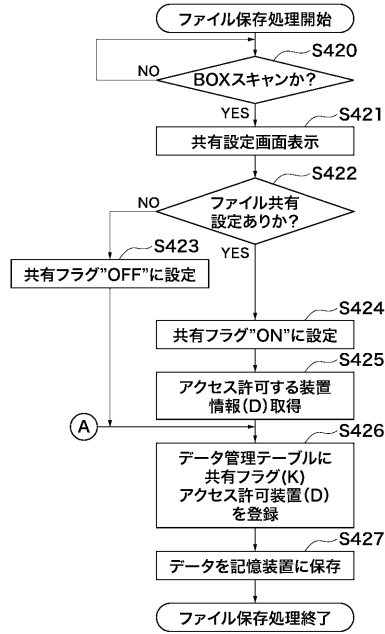 ファイル保存処理開始
S420
BOXスキャンか?
NO
YES
S421
共有設定画面表示
S422
ファイル共有
設定ありか?
NO
YES
S423
共有フラグ"OFF"に設定
S424
共有フラグ"ON"に設定
S425
アクセス許可する装置
情報(D)取得
A
S426
データ管理テーブルに
共有フラグ(K)
アクセス許可装置(D)
を登録
S427
データを記憶装置に保存
ファイル保存処理終了